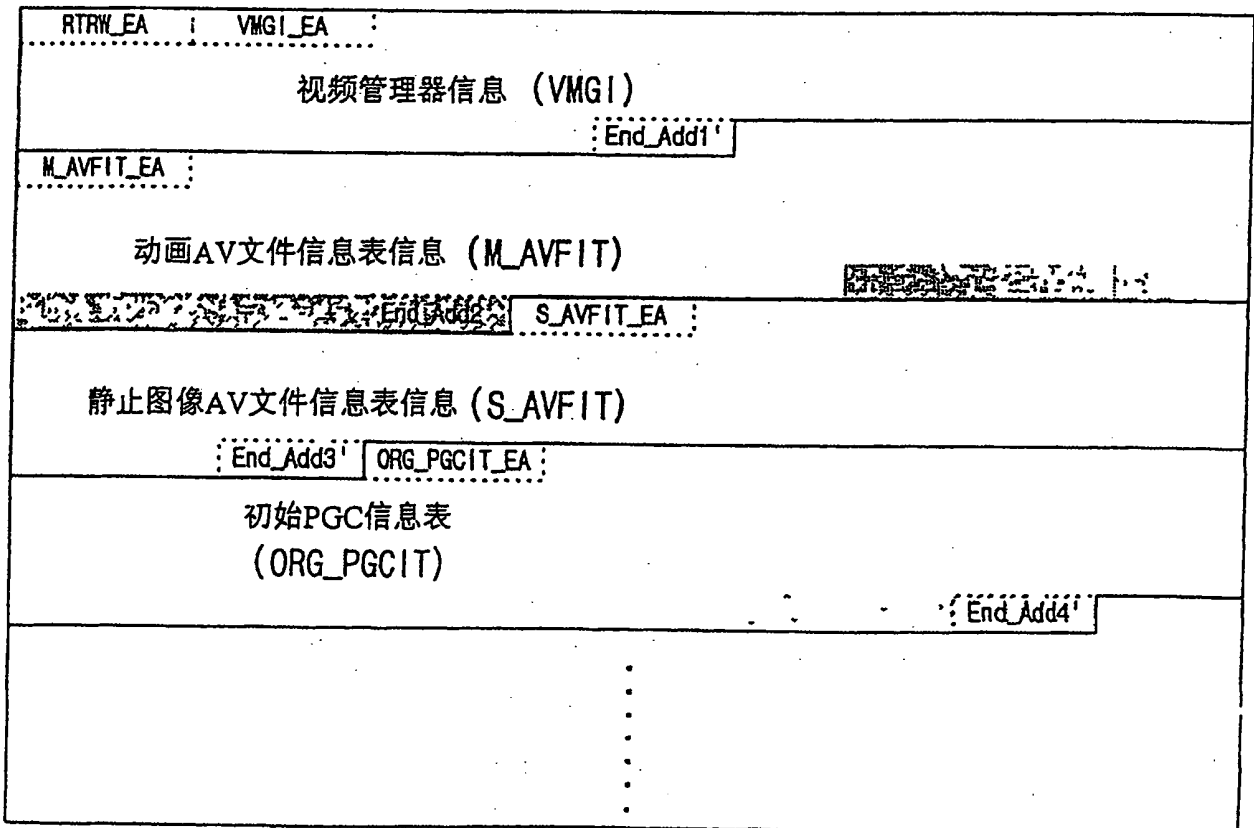 RTRW_EA VMGI_EA
视频管理器信息 (VMGI)
End_Add1'
M_AVFIT_EA
动画AV文件信息表信息 (M_AVFIT)
End_Add2 S_AVFIT_EA
静止图像AV文件信息表信息 (S_AVFIT)
End_Add3' ORG_PGCIT_EA
初始PGC信息表
(ORG_PGCIT)
End_Add4'